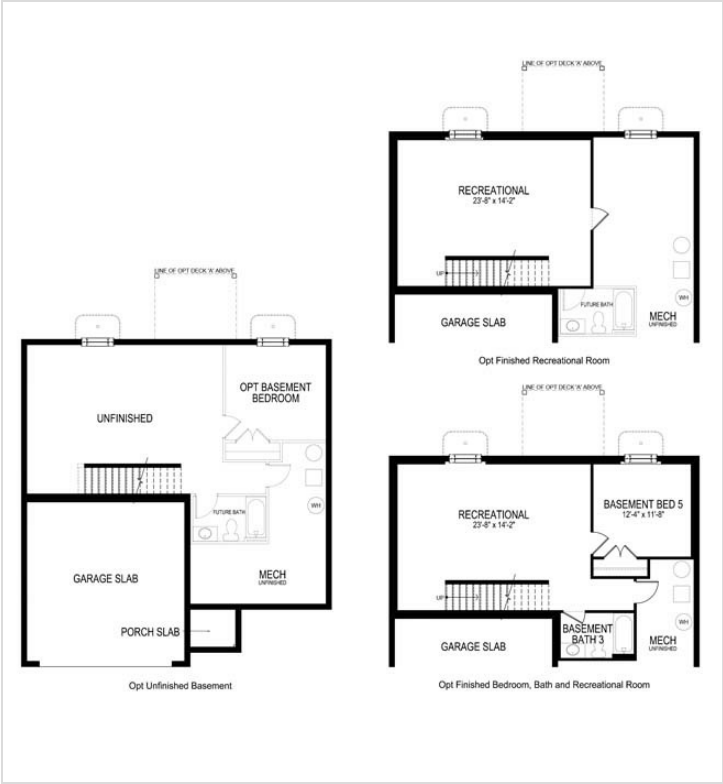 LINE OF OPT DECK 'A' ABOVE
UNFINISHED
OPT BASEMENT
BEDROOM
FUTURE BATH
WH
MECH
UNFINISHED
GARAGE SLAB
PORCH SLAB
Opt Unfinished Basement
LINE OF OPT DECK 'A' ABOVE
RECREATIONAL
23'-8" x 14'-2"
UP
FUTURE BATH
WH
MECH
UNFINISHED
GARAGE SLAB
Opt Finished Recreational Room
LINE OF OPT DECK 'A' ABOVE
RECREATIONAL
23'-8" x 14'-2"
BASEMENT BED 5
12'-4" x 11'-8"
UP
BASEMENT
BATH 3
WH
MECH
UNFINISHED
GARAGE SLAB
Opt Finished Bedroom, Bath and Recreational Room